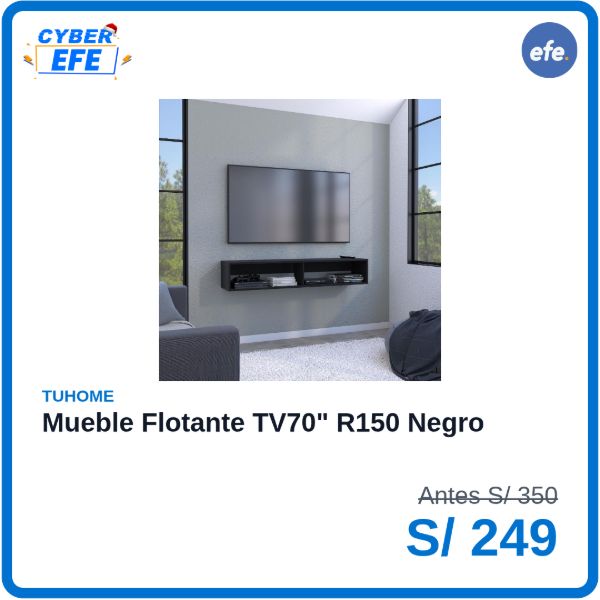 CYBER
EFE
efe.
TUHOME
Mueble Flotante TV70" R150 Negro
Antes S/ 350
S/ 249